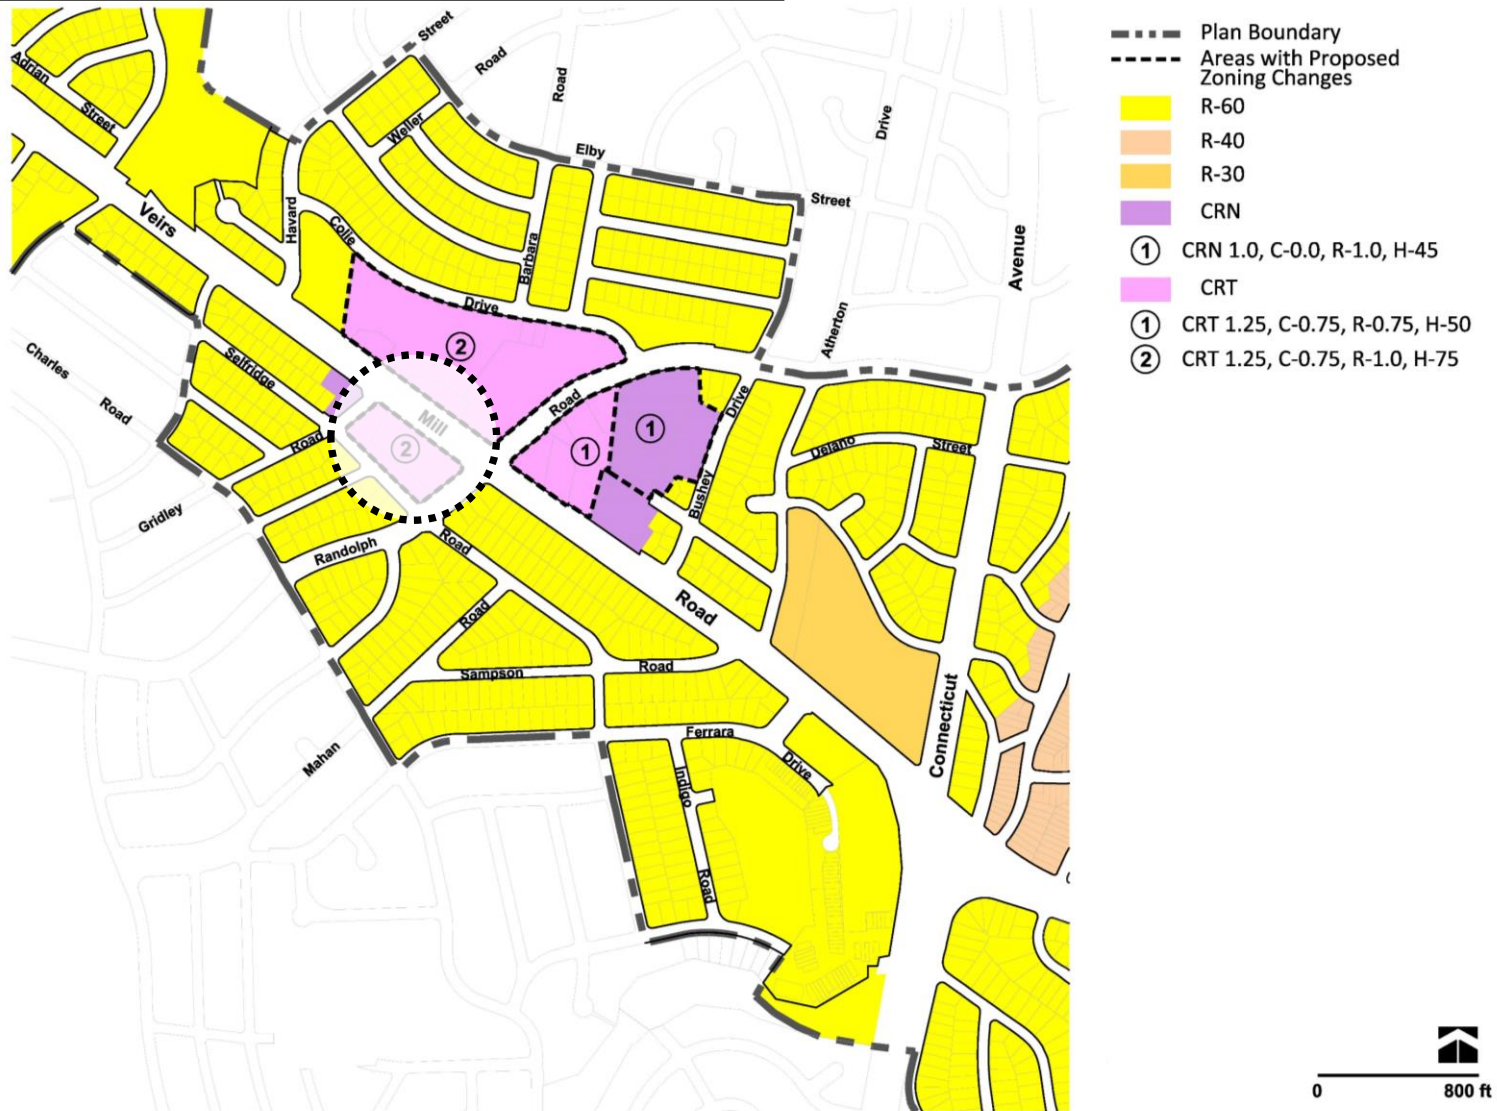 Street
Road
Road
Adrian
Street
Drive
Weller
Elby
Street
Veirs
Havard
Colie
Barbara
Avenue
Drive
Atherton
Charles
Road
Selfridge
2
Mill
Road
Drive
1
1
2
Road
Delano
Street
Bushey
Gridley
Randolph
Road
Road
Road
Sampson
Road
Connecticut
Mahan
Ferrara
Drive
Indigo
Road
Plan Boundary
Areas with Proposed
Zoning Changes
R-60
R-40
R-30
CRN
1 CRN 1.0, C-0.0, R-1.0, H-45
CRT
1 CRT 1.25, C-0.75, R-0.75, H-50
2 CRT 1.25, C-0.75, R-1.0, H-75
0 800 ft